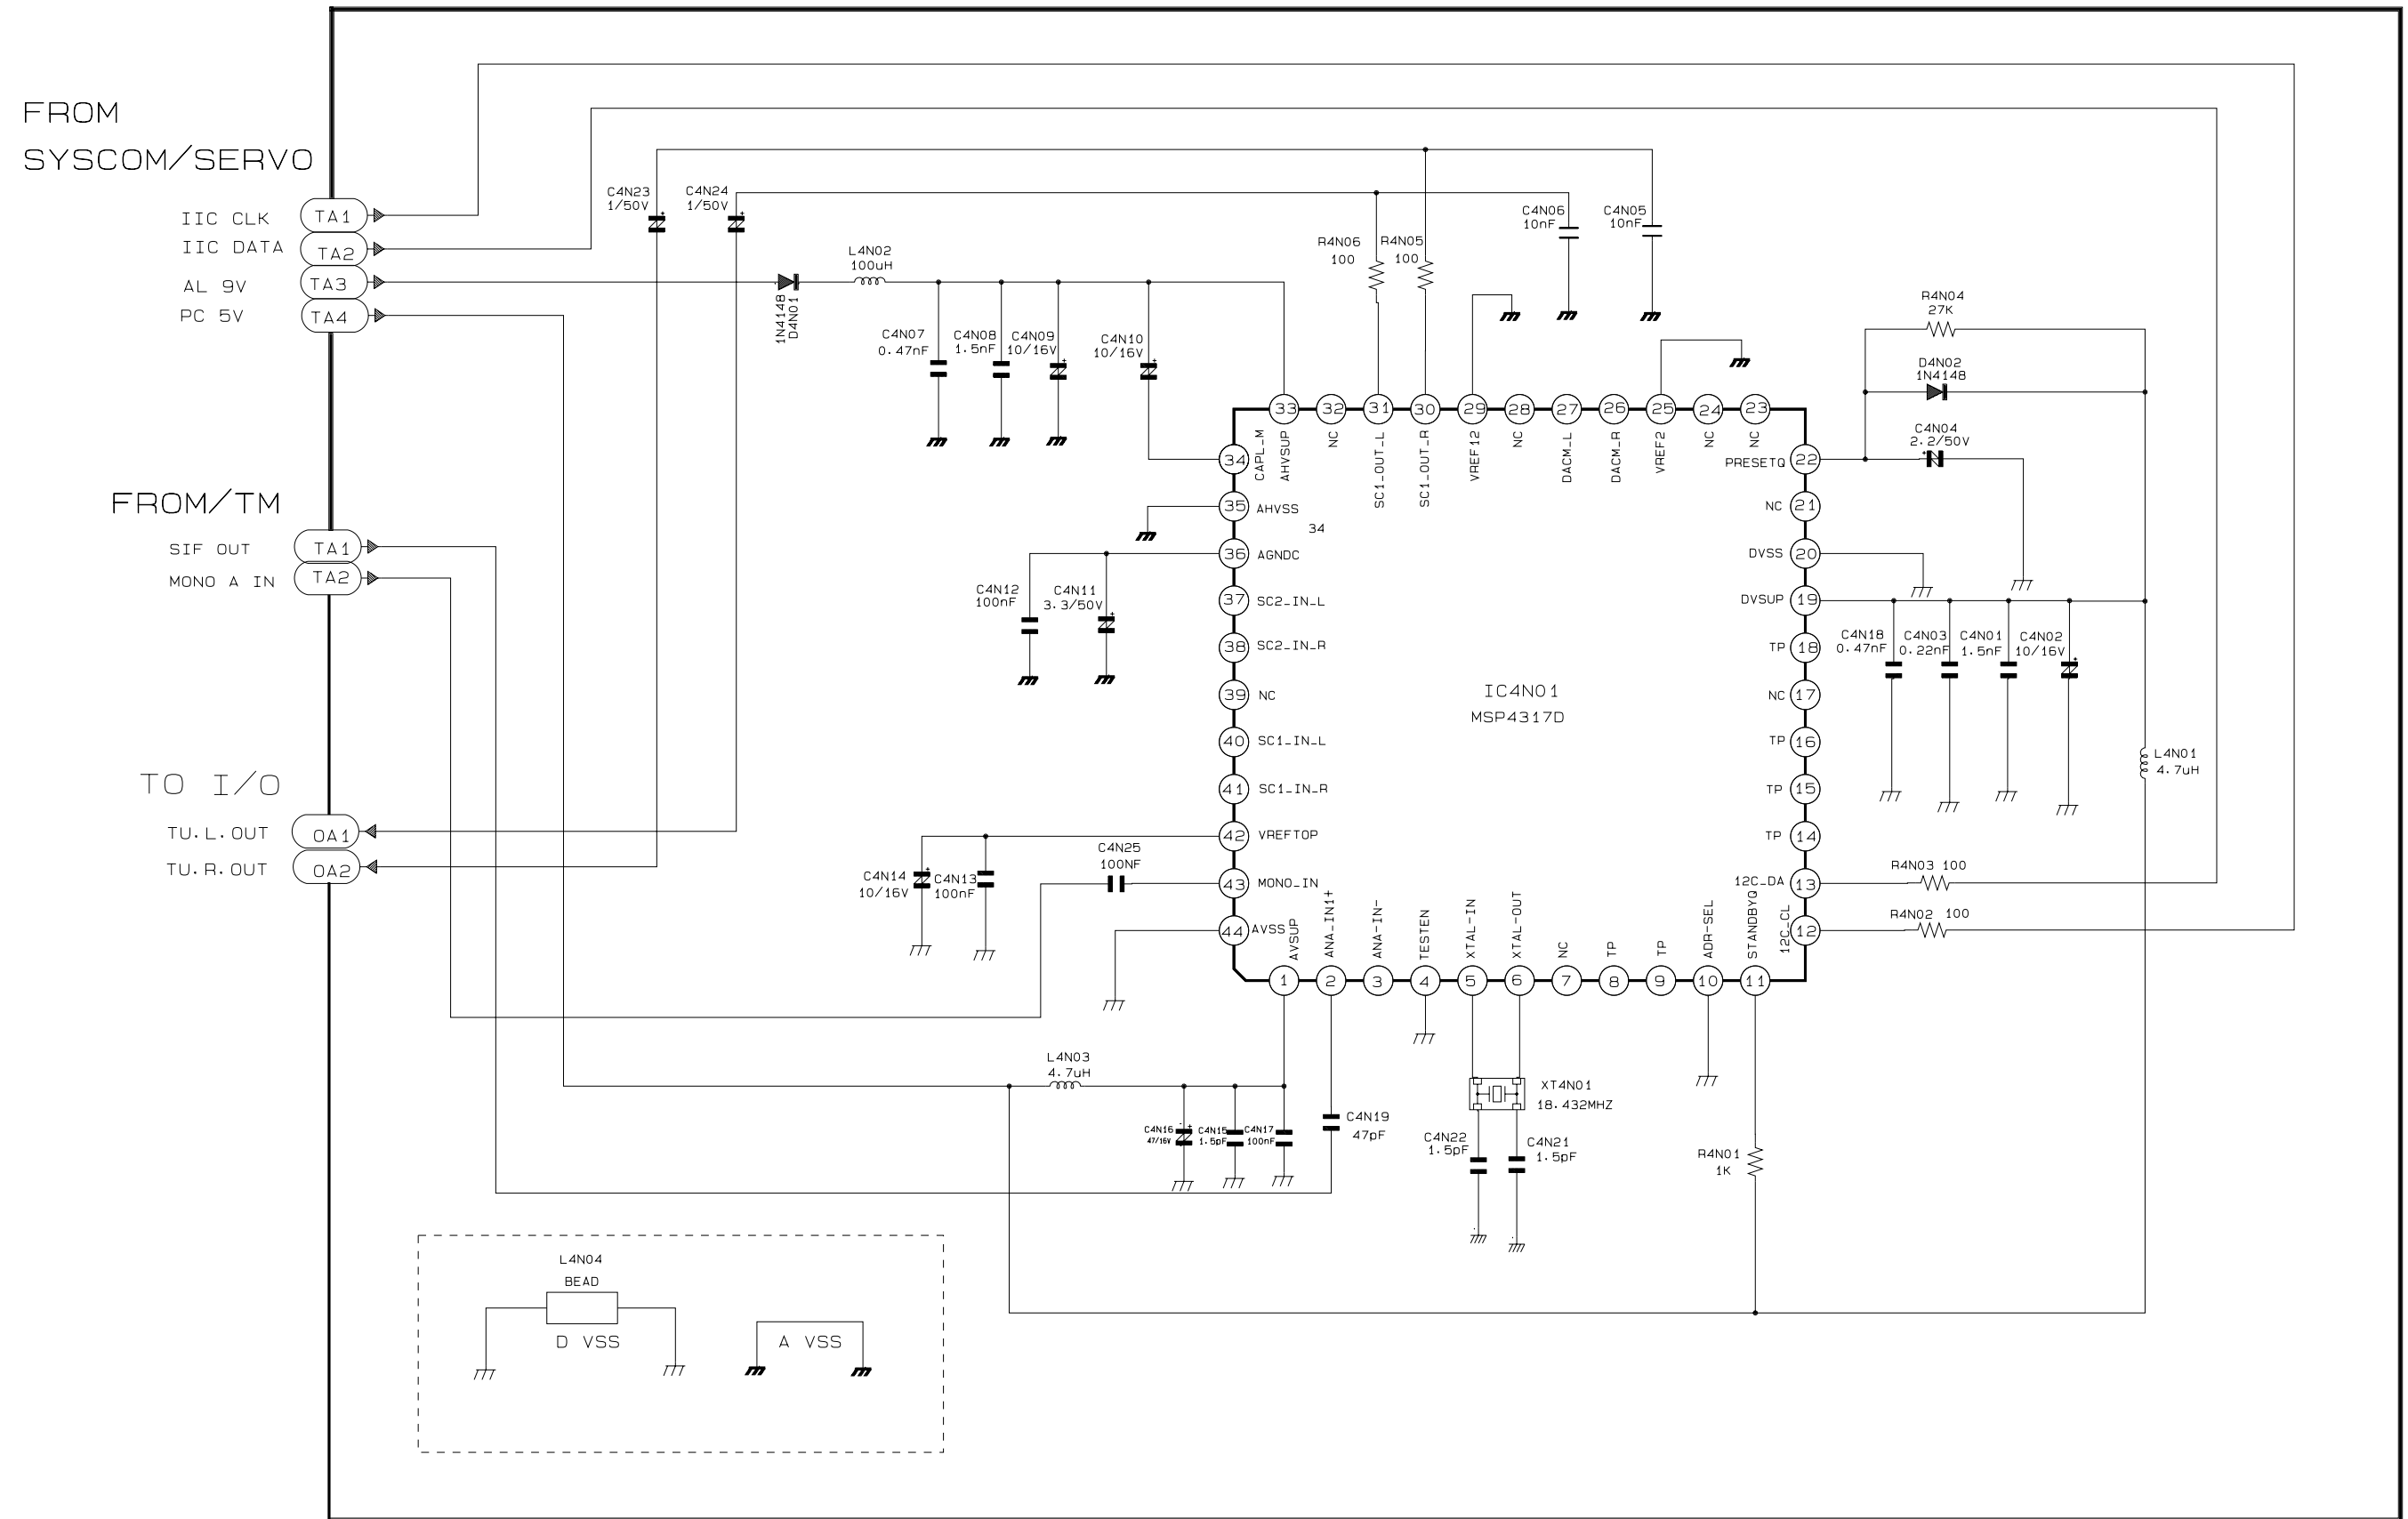 FROM
SYSCOM/SERVO
IIC CLK TA1
IIC DATA TA2
AL 9V TA3
PC 5V TA4
FROM/TM
SIF OUT TA1
MONO A IN TA2
TO I/O
TU.L.OUT OA1
TU.R.OUT OA2
C4N23
1/50V
C4N24
1/50V
L4N02
100uH
1N4148
D4N01
C4N07
0.47nF
C4N08
1.5nF
C4N09
10/16V
C4N10
10/16V
R4N06
100
R4N05
100
C4N06
10nF
C4N05
10nF
R4N04
27K
D4N02
1N4148
C4N04
2.2/50V
33 32 31 30 29 28 27 26 25 24 23
AHVSUP
NC
SC1_OUT_L
SC1_OUT_R
VREF12
NC
DACM_L
DACM_R
VREF2
NC
NC
34 CAPL_M
35 AHVSS
34
36 AGNDC
37 SC2_IN_L
38 SC2_IN_R
39 NC
40 SC1_IN_L
41 SC1_IN_R
42 VREFTOP
43 MONO_IN
44 AVSS
C4N12
100nF
C4N11
3.3/50V
C4N14
10/16V
C4N13
100nF
C4N25
100NF
IC4N01
MSP4317D
PRESETQ 22
NC 21
DVSS 20
DVSUP 19
TP 18
NC 17
TP 16
TP 15
TP 14
12C_DA 13
12C_CL 12
C4N18
0.47nF
C4N03
0.22nF
C4N01
1.5nF
C4N02
10/16V
L4N01
4.7uH
R4N03 100
R4N02 100
AVSUP
ANA_IN1+
ANA-IN-
TESTEN
XTAL-IN
XTAL-OUT
NC
TP
TP
ADR-SEL
STANDBYQ
1 2 3 4 5 6 7 8 9 10 11
L4N03
4.7uH
C4N16
47/16V
C4N15
1.5pF
C4N17
100nF
C4N19
47pF
XT4N01
18.432MHZ
C4N22
1.5pF
C4N21
1.5pF
R4N01
1K
L4N04
BEAD
D VSS
A VSS